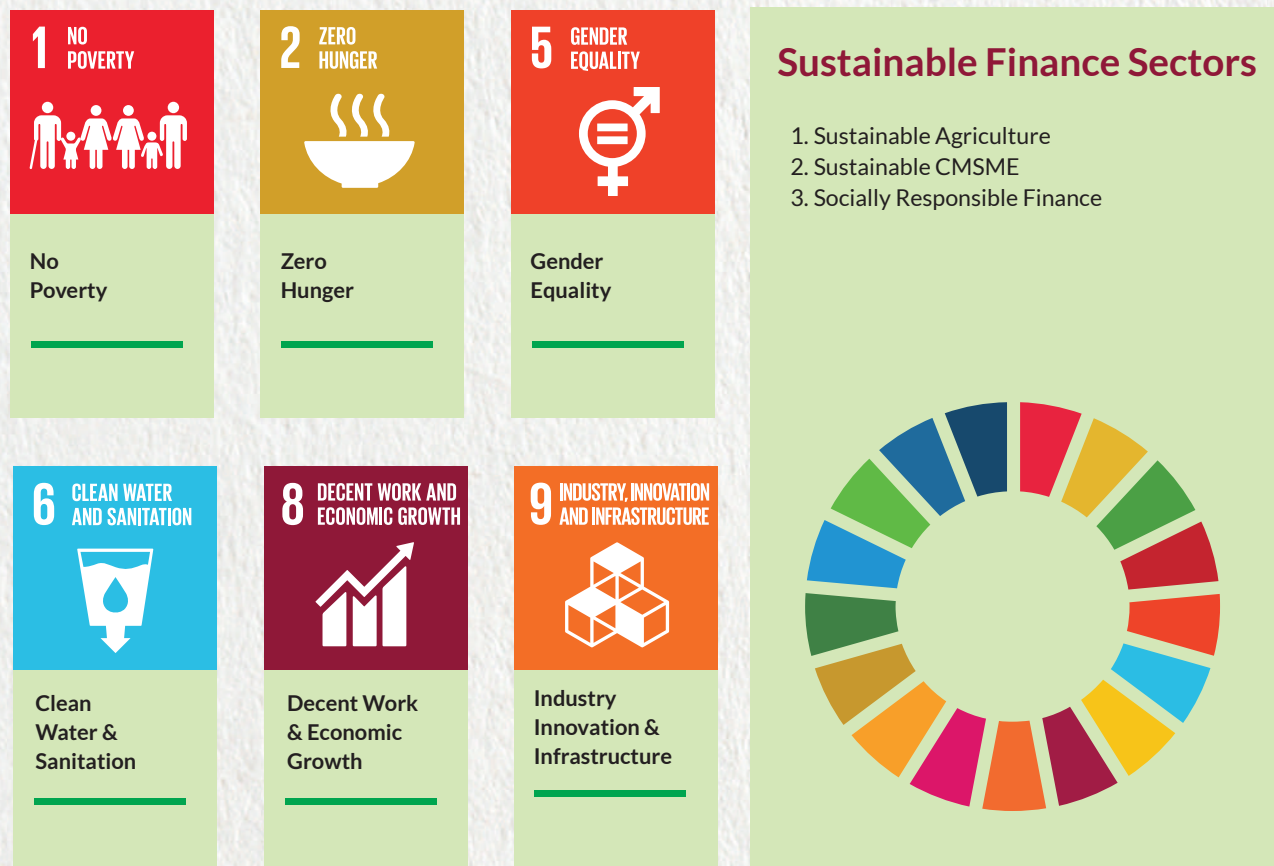 1 NO
POVERTY
2 ZERO
HUNGER
5 GENDER
EQUALITY
No
Poverty
Zero
Hunger
Gender
Equality
6 CLEAN WATER
AND SANITATION
8 DECENT WORK AND
ECONOMIC GROWTH
9 INDUSTRY, INNOVATION
AND INFRASTRUCTURE
Clean
Water &
Sanitation
Decent Work
& Economic
Growth
Industry
Innovation &
Infrastructure
Sustainable Finance Sectors
1. Sustainable Agriculture
2. Sustainable CMSME
3. Socially Responsible Finance